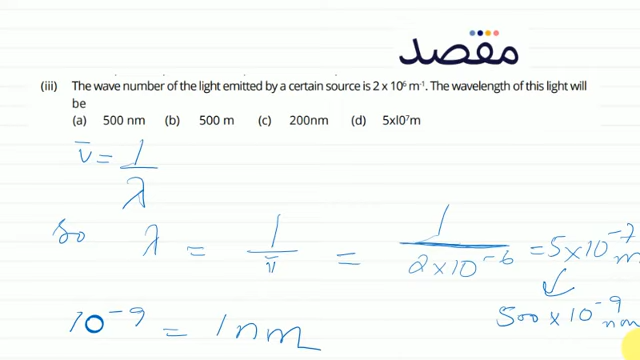 مقصد
(iii) The wave number of the light emitted by a certain source is 2 x 10⁶ m⁻¹. The wavelength of this light will
be
(a) 500 nm (b) 500 m (c) 200nm (d) 5xl0⁷m
v̄ = 1/λ
So λ = 1/v̄ = 1/(2×10⁻⁶) = 5×10⁻⁷ m
500 × 10⁻⁹
10⁻⁹ = 1nm